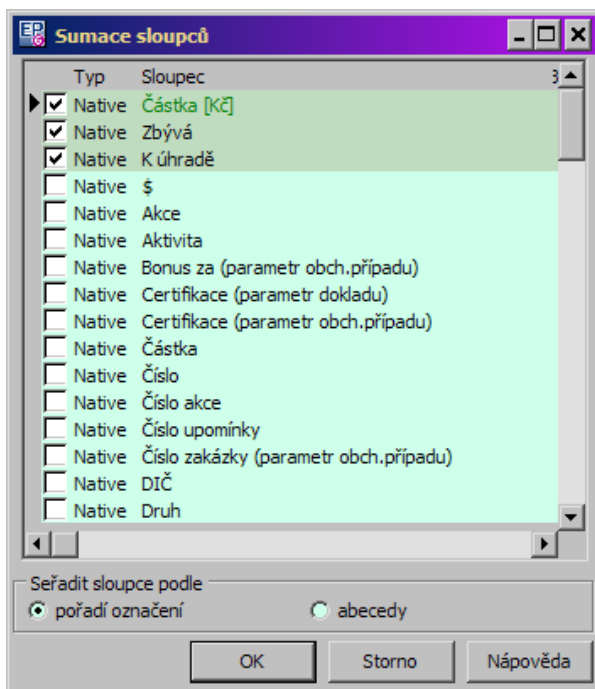 Sumace sloupců
Typ Sloupec
Native Částka [Kč]
Native Zbývá
Native K úhradě
Native $
Native Akce
Native Aktivita
Native Bonus za (parametr obch.případu)
Native Certifikace (parametr dokladu)
Native Certifikace (parametr obch.případu)
Native Částka
Native Číslo
Native Číslo akce
Native Číslo upomínky
Native Číslo zakázky (parametr obch.případu)
Native DIČ
Native Druh
Seřadit sloupce podle
pořadí označení abecedy
OK Storno Nápověda